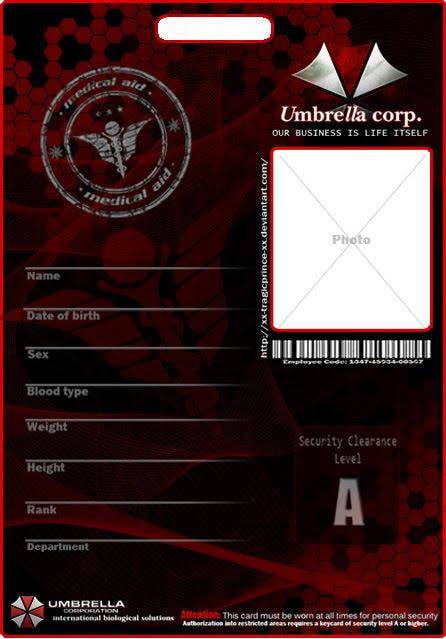 medical aid
medical aid
Umbrella corp.
OUR BUSINESS IS LIFE ITSELF
Photo
http://xx-tragicprince-xx.deviantart.com/
Employee Code:
Name
Date of birth
Sex
Blood type
Weight
Height
Rank
Department
Security Clearance
Level
A
UMBRELLA
CORPORATION
international biological solutions
Attention: This card must be worn at all times for personal security
Authorization into restricted areas requires a keycard of security level A or higher.